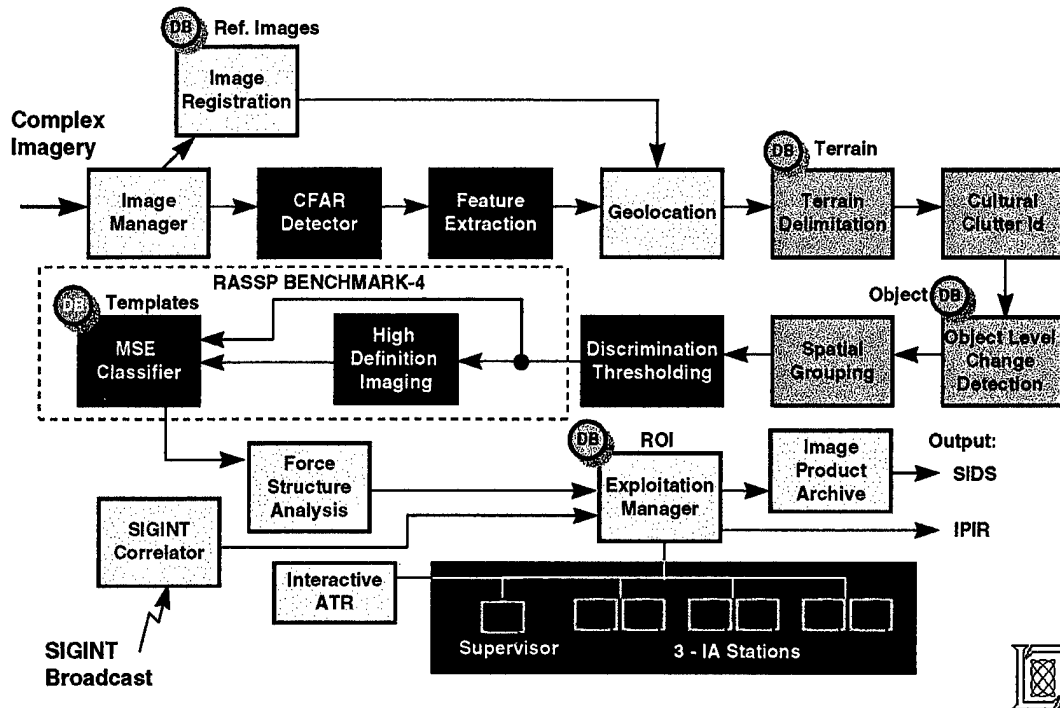 DB Ref. Images
Image
Registration
Complex
Imagery
Image
Manager
CFAR
Detector
Feature
Extraction
Geolocation
DB Terrain
Terrain
Delimitation
Cultural
Clutter Id
RASSP BENCHMARK-4
DB Templates
MSE
Classifier
High
Definition
Imaging
Discrimination
Thresholding
Spatial
Grouping
Object DB
Object Level
Change
Detection
Force
Structure
Analysis
DB ROI
Exploitation
Manager
Image
Product
Archive
Output:
SIDS
IPIR
SIGINT
Correlator
Interactive
ATR
Supervisor
3 - IA Stations
SIGINT
Broadcast